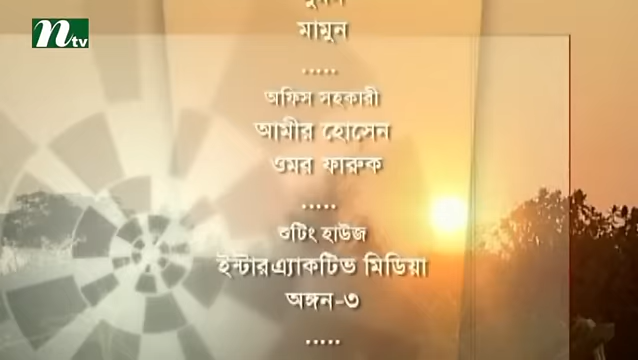 ntv
মামুন
.....
অফিস সহকারী
আমীর হোসেন
ওমর ফারুক
.....
শুটিং হাউজ
ইন্টারএ্যাকটিভ মিডিয়া
অঙ্গন-৩
.....